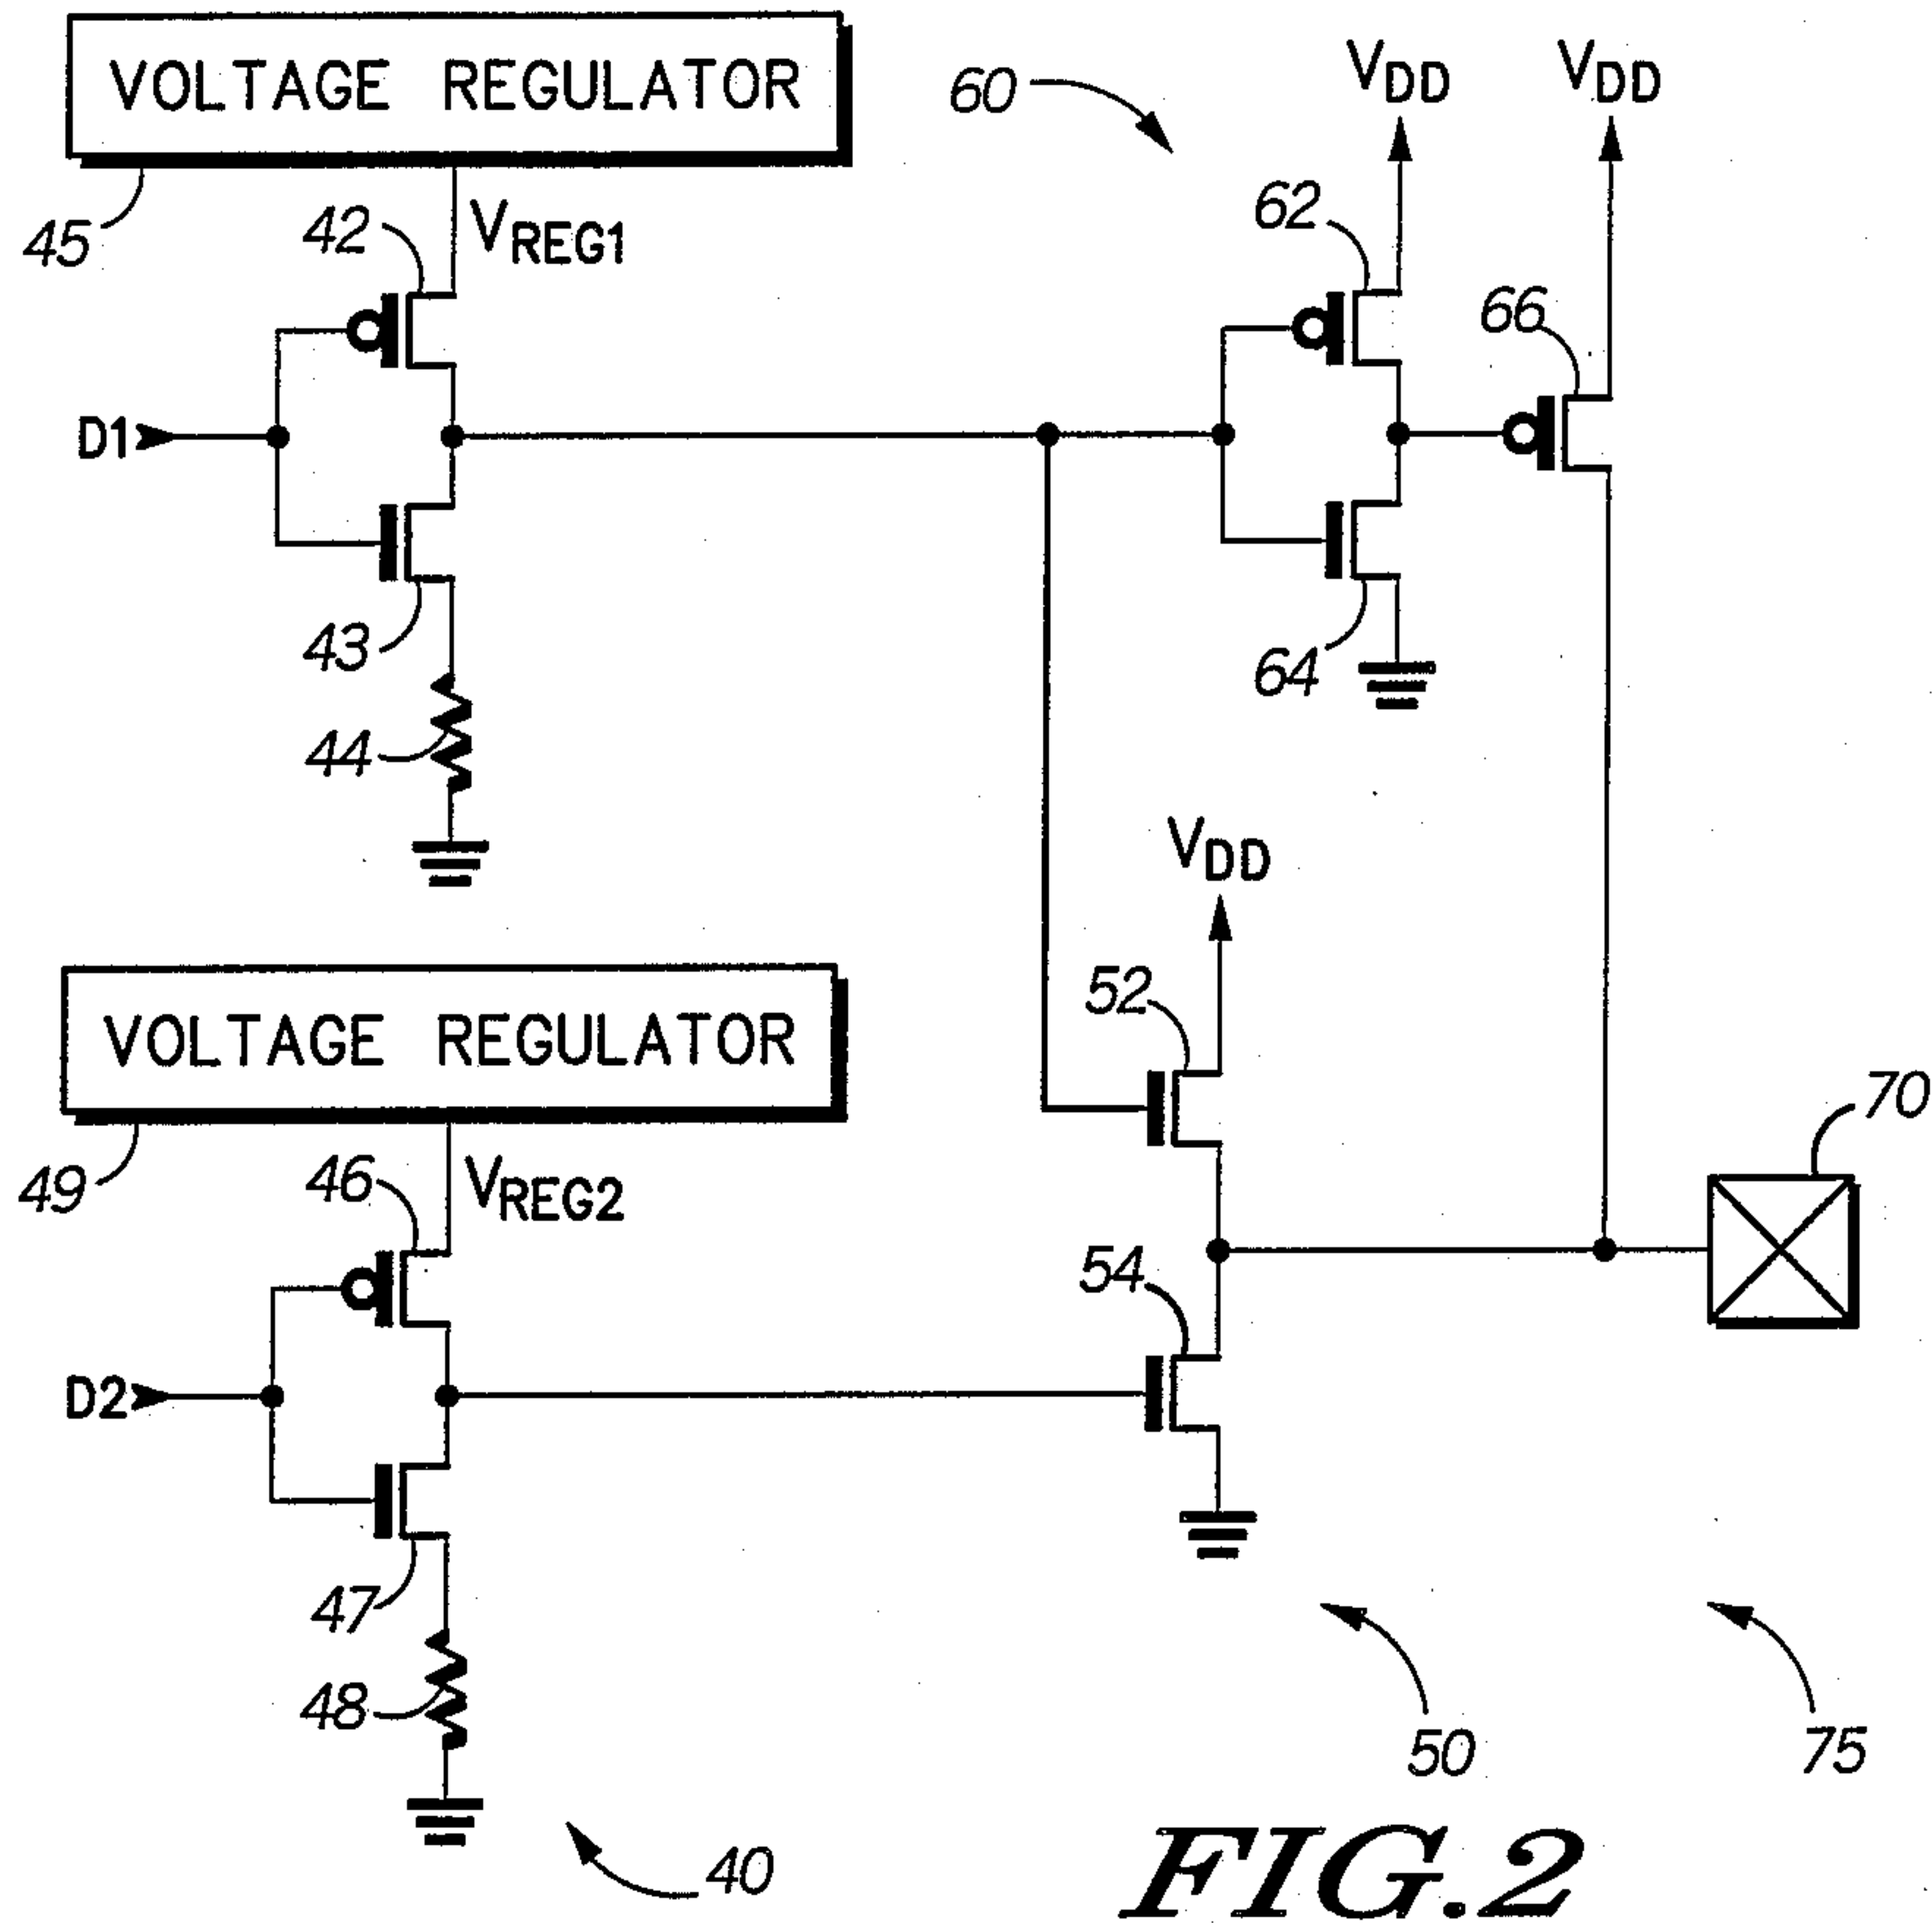 VOLTAGE REGULATOR
60
VDD
VDD
45
42
VREG1
62
66
D1
43
64
44
VDD
52
VOLTAGE REGULATOR
70
49
46
VREG2
54
D2
47
48
50
75
40
FIG.2